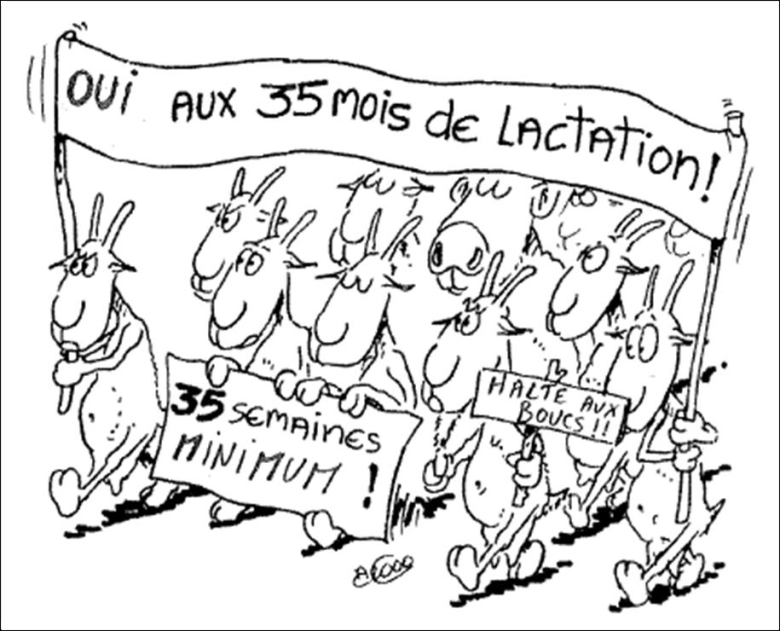 OUi AUX 35 mois de LActAtion!
35 SEMAINES
MINIMUM !
HALTE AUX
BOUCS!!